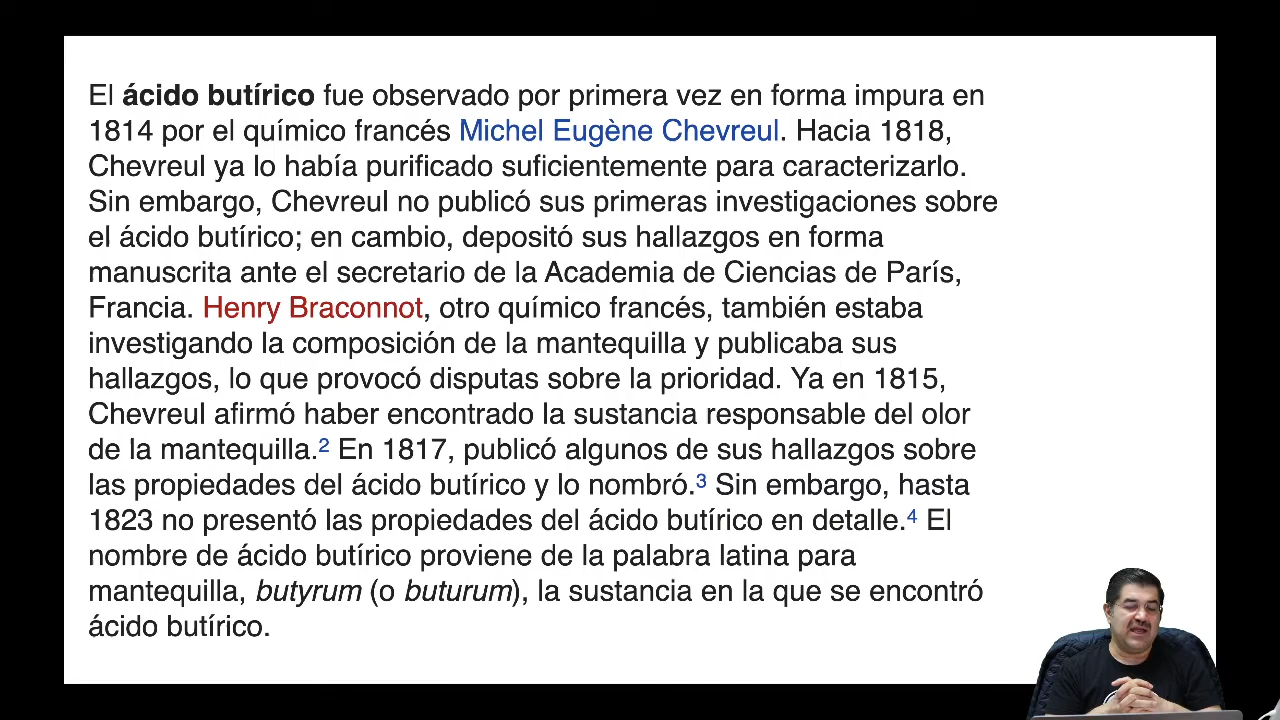 El ácido butírico fue observado por primera vez en forma impura en
1814 por el químico francés Michel Eugène Chevreul. Hacia 1818,
Chevreul ya lo había purificado suficientemente para caracterizarlo.
Sin embargo, Chevreul no publicó sus primeras investigaciones sobre
el ácido butírico; en cambio, depositó sus hallazgos en forma
manuscrita ante el secretario de la Academia de Ciencias de París,
Francia. Henry Braconnot, otro químico francés, también estaba
investigando la composición de la mantequilla y publicaba sus
hallazgos, lo que provocó disputas sobre la prioridad. Ya en 1815,
Chevreul afirmó haber encontrado la sustancia responsable del olor
de la mantequilla.2 En 1817, publicó algunos de sus hallazgos sobre
las propiedades del ácido butírico y lo nombró.3 Sin embargo, hasta
1823 no presentó las propiedades del ácido butírico en detalle.4 El
nombre de ácido butírico proviene de la palabra latina para
mantequilla, butyrum (o buturum), la sustancia en la que se encontró
ácido butírico.